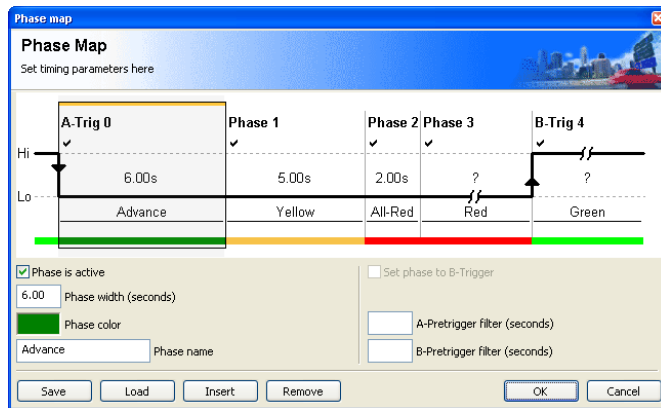 Phase map
Phase Map
Set timing parameters here
A-Trig 0 Phase 1 Phase 2 Phase 3 B-Trig 4
Hi
6.00s 5.00s 2.00s ? ?
Lo
Advance Yellow All-Red Red Green
Phase is active Set phase to B-Trigger
6.00 Phase width (seconds)
Phase color A-Pretrigger filter (seconds)
Advance Phase name B-Pretrigger filter (seconds)
Save Load Insert Remove OK Cancel